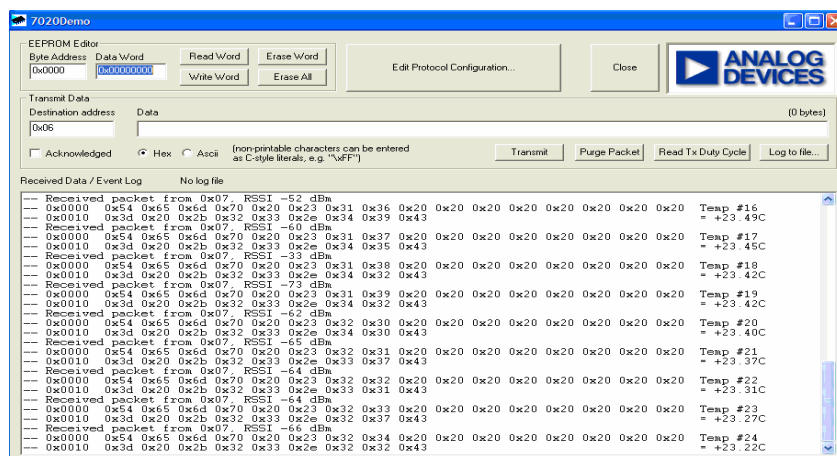 7020Demo
EEPROM Editor
Byte Address Data Word
0x0000 0x00000000
Read Word Erase Word
Write Word Erase All
Edit Protocol Configuration...
Close
ANALOG
DEVICES
Transmit Data
Destination address Data (0 bytes)
0x06
Acknowledged Hex Ascii (non-printable characters can be entered
as C-style literals, e.g. "\xFF")
Transmit Purge Packet Read Tx Duty Cycle Log to file...
Received Data / Event Log No log file
-- Received packet from 0x07, RSSI -52 dBm
-- 0x0000 0x54 0x65 0x6d 0x70 0x20 0x23 0x31 0x36 0x20 0x20 0x20 0x20 0x20 0x20 0x20 0x20 Temp #16
-- 0x0010 0x3d 0x20 0x2b 0x32 0x33 0x2e 0x34 0x39 0x43 = +23.49C
-- Received packet from 0x07, RSSI -60 dBm
-- 0x0000 0x54 0x65 0x6d 0x70 0x20 0x23 0x31 0x37 0x20 0x20 0x20 0x20 0x20 0x20 0x20 0x20 Temp #17
-- 0x0010 0x3d 0x20 0x2b 0x32 0x33 0x2e 0x34 0x35 0x43 = +23.45C
-- Received packet from 0x07, RSSI -33 dBm
-- 0x0000 0x54 0x65 0x6d 0x70 0x20 0x23 0x31 0x38 0x20 0x20 0x20 0x20 0x20 0x20 0x20 0x20 Temp #18
-- 0x0010 0x3d 0x20 0x2b 0x32 0x33 0x2e 0x34 0x32 0x43 = +23.42C
-- Received packet from 0x07, RSSI -73 dBm
-- 0x0000 0x54 0x65 0x6d 0x70 0x20 0x23 0x31 0x39 0x20 0x20 0x20 0x20 0x20 0x20 0x20 0x20 Temp #19
-- 0x0010 0x3d 0x20 0x2b 0x32 0x33 0x2e 0x34 0x32 0x43 = +23.42C
-- Received packet from 0x07, RSSI -62 dBm
-- 0x0000 0x54 0x65 0x6d 0x70 0x20 0x23 0x32 0x30 0x20 0x20 0x20 0x20 0x20 0x20 0x20 0x20 Temp #20
-- 0x0010 0x3d 0x20 0x2b 0x32 0x33 0x2e 0x34 0x30 0x43 = +23.40C
-- Received packet from 0x07, RSSI -65 dBm
-- 0x0000 0x54 0x65 0x6d 0x70 0x20 0x23 0x32 0x31 0x20 0x20 0x20 0x20 0x20 0x20 0x20 0x20 Temp #21
-- 0x0010 0x3d 0x20 0x2b 0x32 0x33 0x2e 0x33 0x37 0x43 = +23.37C
-- Received packet from 0x07, RSSI -64 dBm
-- 0x0000 0x54 0x65 0x6d 0x70 0x20 0x23 0x32 0x32 0x20 0x20 0x20 0x20 0x20 0x20 0x20 0x20 Temp #22
-- 0x0010 0x3d 0x20 0x2b 0x32 0x33 0x2e 0x33 0x31 0x43 = +23.31C
-- Received packet from 0x07, RSSI -64 dBm
-- 0x0000 0x54 0x65 0x6d 0x70 0x20 0x23 0x32 0x33 0x20 0x20 0x20 0x20 0x20 0x20 0x20 0x20 Temp #23
-- 0x0010 0x3d 0x20 0x2b 0x32 0x33 0x2e 0x32 0x37 0x43 = +23.27C
-- Received packet from 0x07, RSSI -66 dBm
-- 0x0000 0x54 0x65 0x6d 0x70 0x20 0x23 0x32 0x34 0x20 0x20 0x20 0x20 0x20 0x20 0x20 0x20 Temp #24
-- 0x0010 0x3d 0x20 0x2b 0x32 0x33 0x2e 0x32 0x32 0x43 = +23.22C